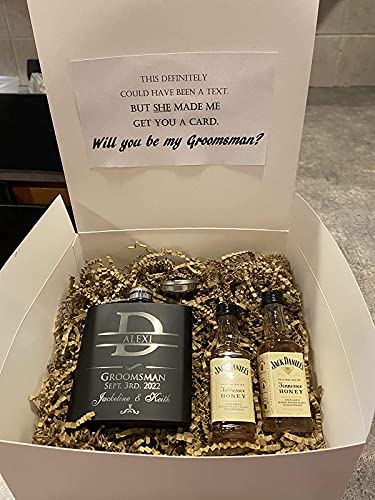 THIS DEFINITELY
COULD HAVE BEEN A TEXT.
BUT SHE MADE ME
GET YOU A CARD.
Will you be my Groomsman?
D
ALEXI
GROOMSMAN
SEPT. 3RD, 2022
Jackeline & Keith
JACK DANIEL'S
Tennessee
HONEY
JACK DANIEL'S
Tennessee
HONEY